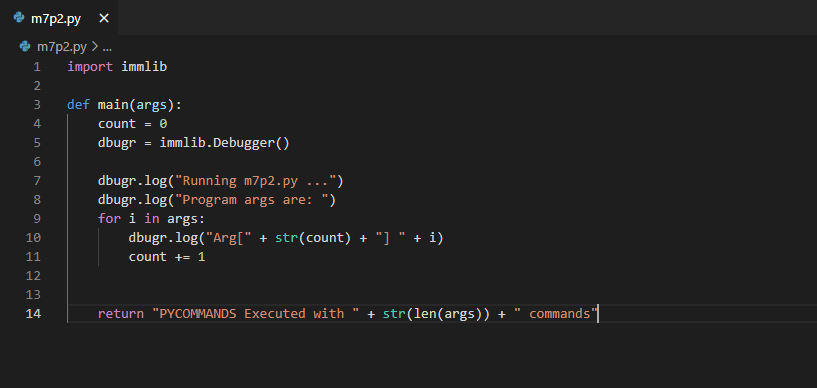 m7p2.py ×
m7p2.py > ...
1 import immlib
2
3 def main(args):
4     count = 0
5     dbugr = immlib.Debugger()
6
7     dbugr.log("Running m7p2.py ...")
8     dbugr.log("Program args are: ")
9     for i in args:
10         dbugr.log("Arg[" + str(count) + "] " + i)
11         count += 1
12
13
14     return "PYCOMMANDS Executed with " + str(len(args)) + " commands"